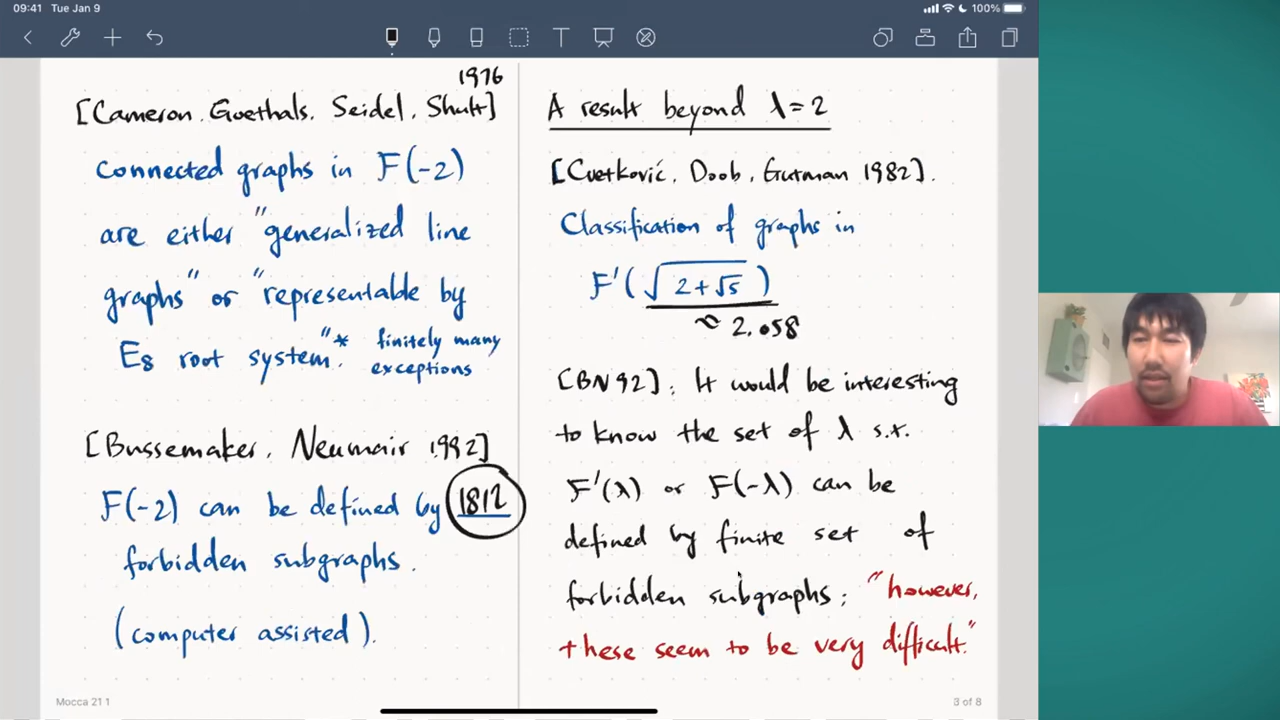 09:41 Tue Jan 9
100%
1976
[Cameron, Goethals, Seidel, Shult]
Connected graphs in F(-2)
are either "generalized line
graphs" or "representable by
E8 root system."* finitely many
exceptions
[Bussemaker, Neumair 1992]
F(-2) can be defined by 1812
forbidden subgraphs.
(computer assisted).
Mocca 21 1
A result beyond λ=2
[Cvetković, Doob, Gutman 1982].
Classification of graphs in
F'(√(2+√5))
≈ 2.058
[BN92]: It would be interesting
to know the set of λ s.t.
F'(λ) or F(-λ) can be
defined by finite set of
forbidden subgraphs; "however,
these seem to be very difficult."
3 of 8